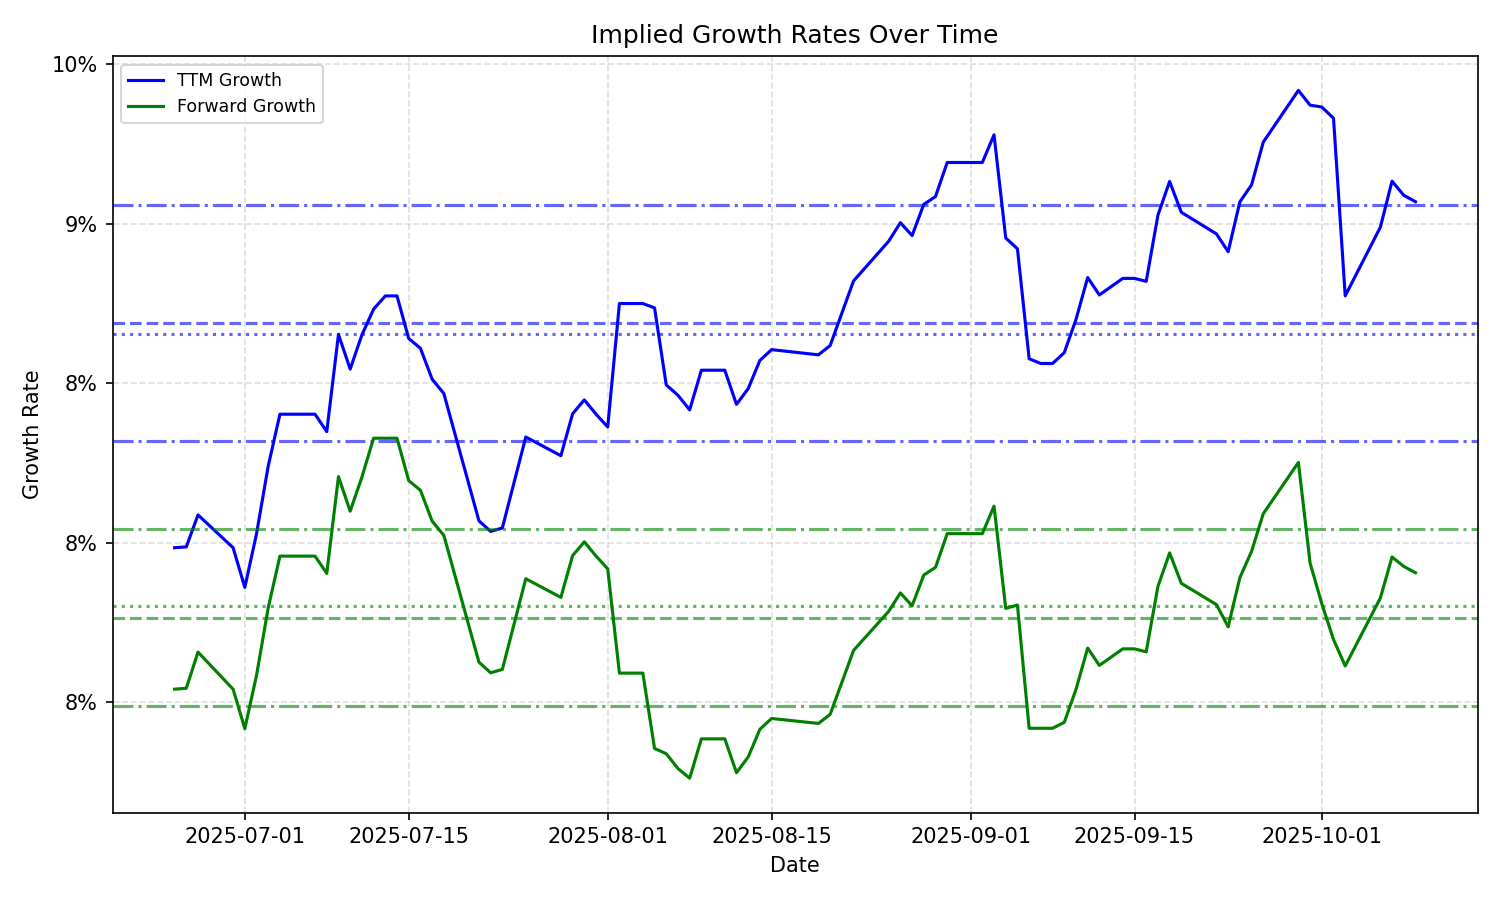 Implied Growth Rates Over Time
TTM Growth
Forward Growth
10%
9%
8%
8%
8%
Growth Rate
2025-07-01
2025-07-15
2025-08-01
2025-08-15
2025-09-01
2025-09-15
2025-10-01
Date